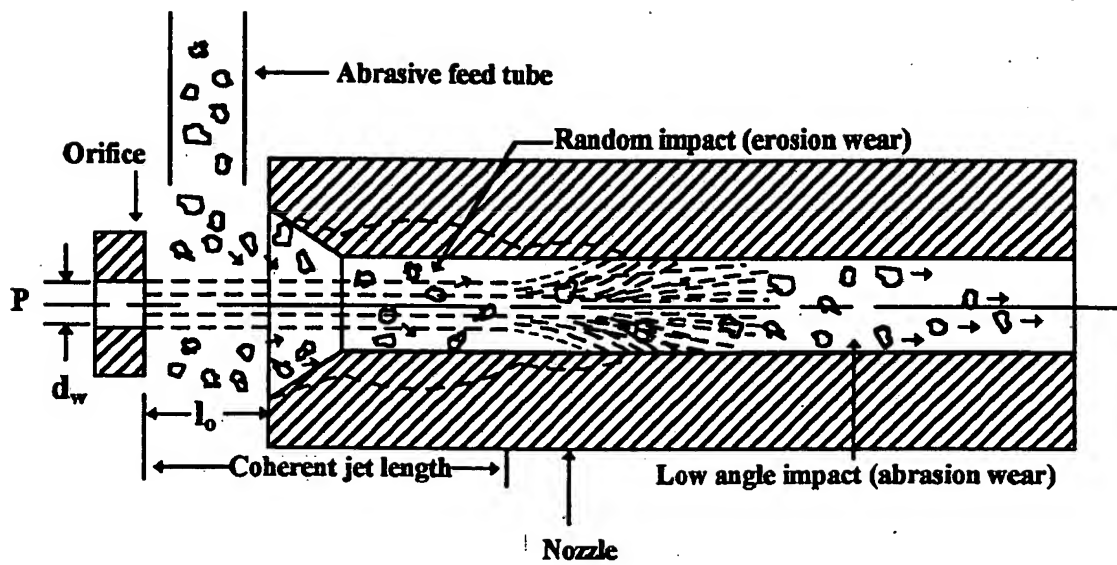 Abrasive feed tube
Orifice
Random impact (erosion wear)
P
dw
lo
Coherent jet length
Low angle impact (abrasion wear)
Nozzle